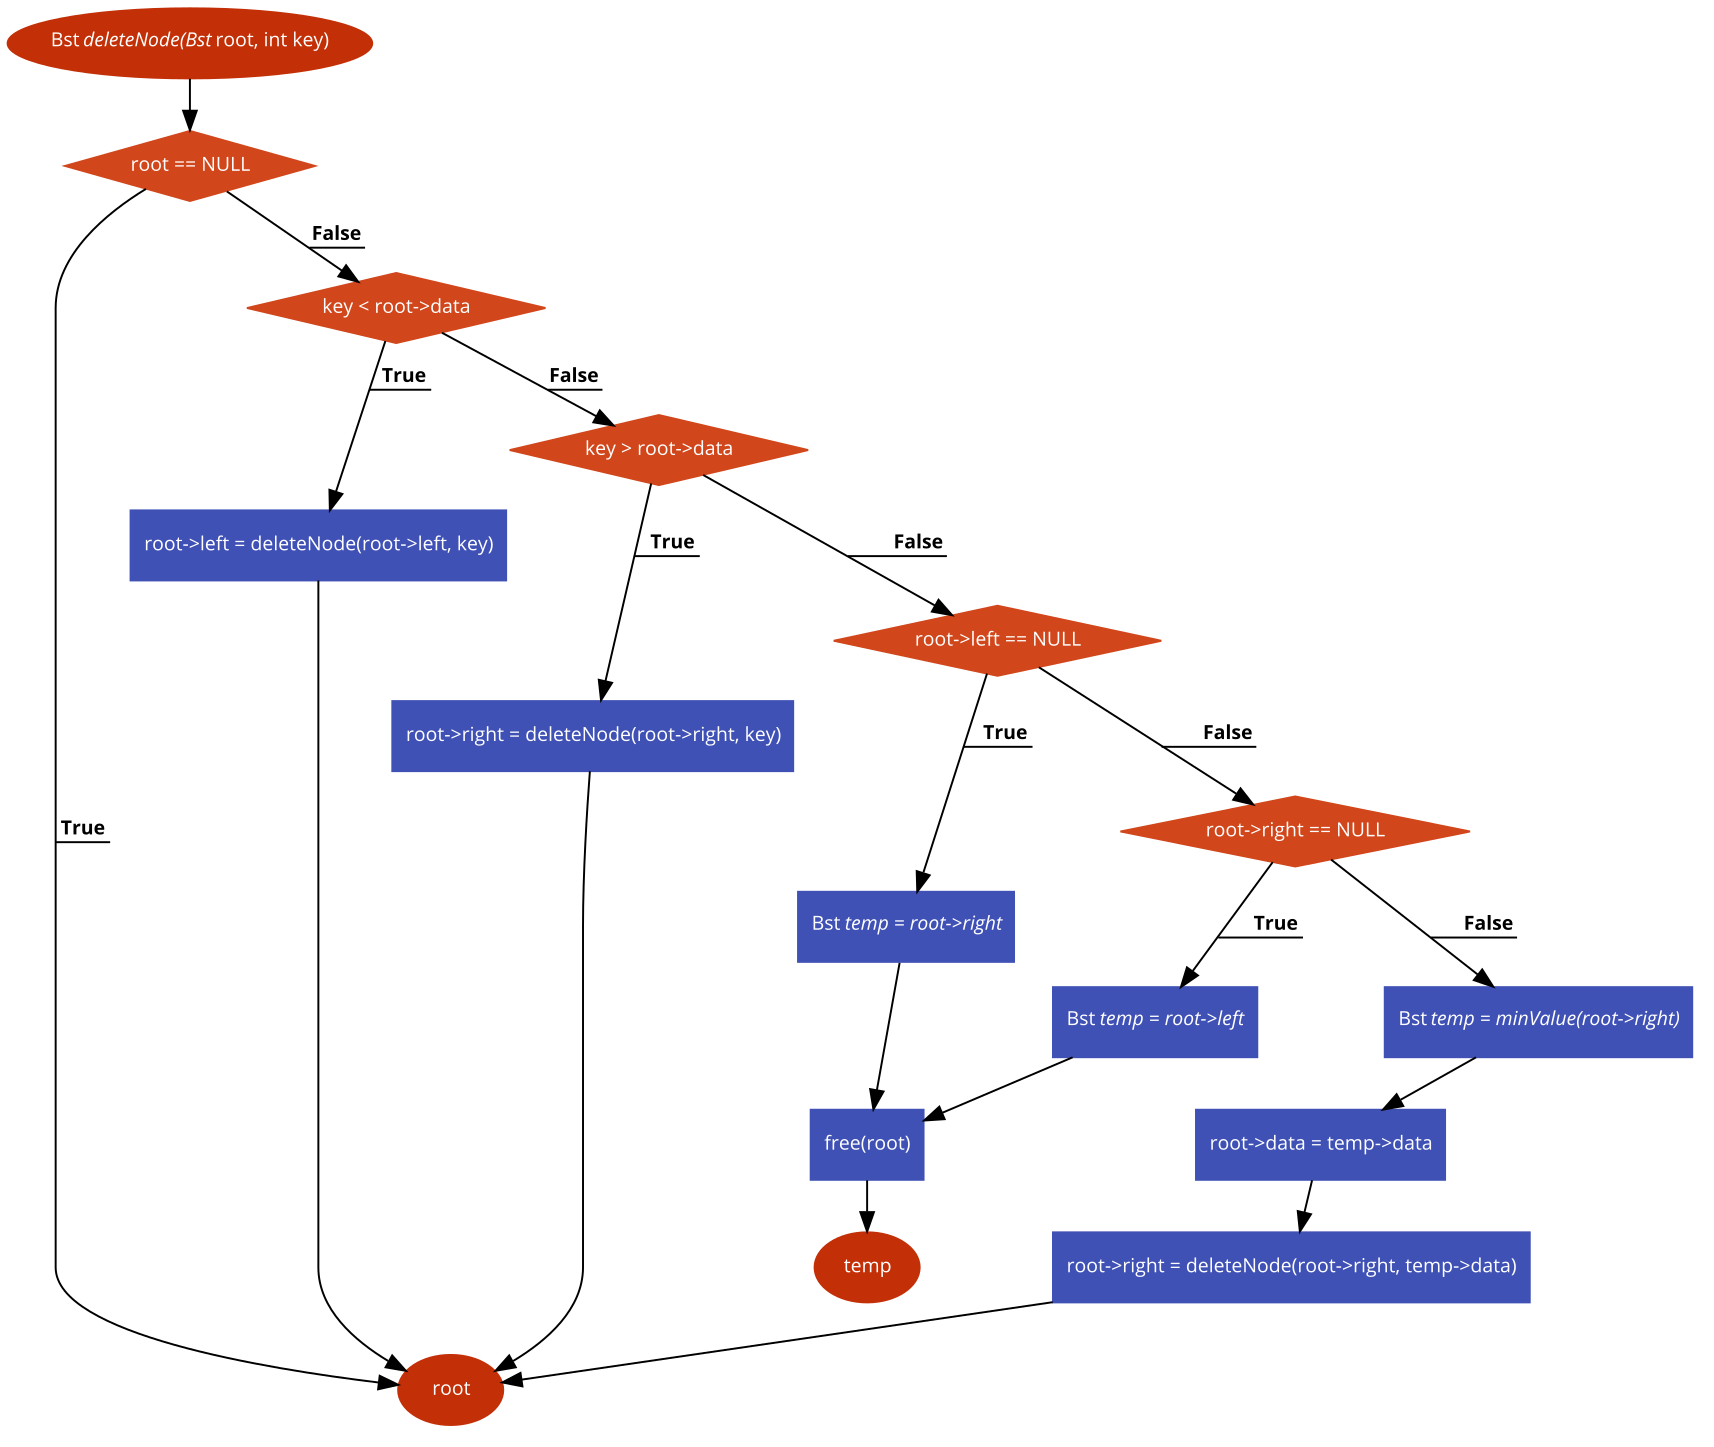 Bst deleteNode(Bst root, int key)
root == NULL
False
key < root->data
True
False
key > root->data
root->left = deleteNode(root->left, key)
True
False
root->left == NULL
root->right = deleteNode(root->right, key)
True
False
True
root->right == NULL
Bst temp = root->right
True
False
Bst temp = root->left
Bst temp = minValue(root->right)
free(root)
root->data = temp->data
temp
root->right = deleteNode(root->right, temp->data)
root